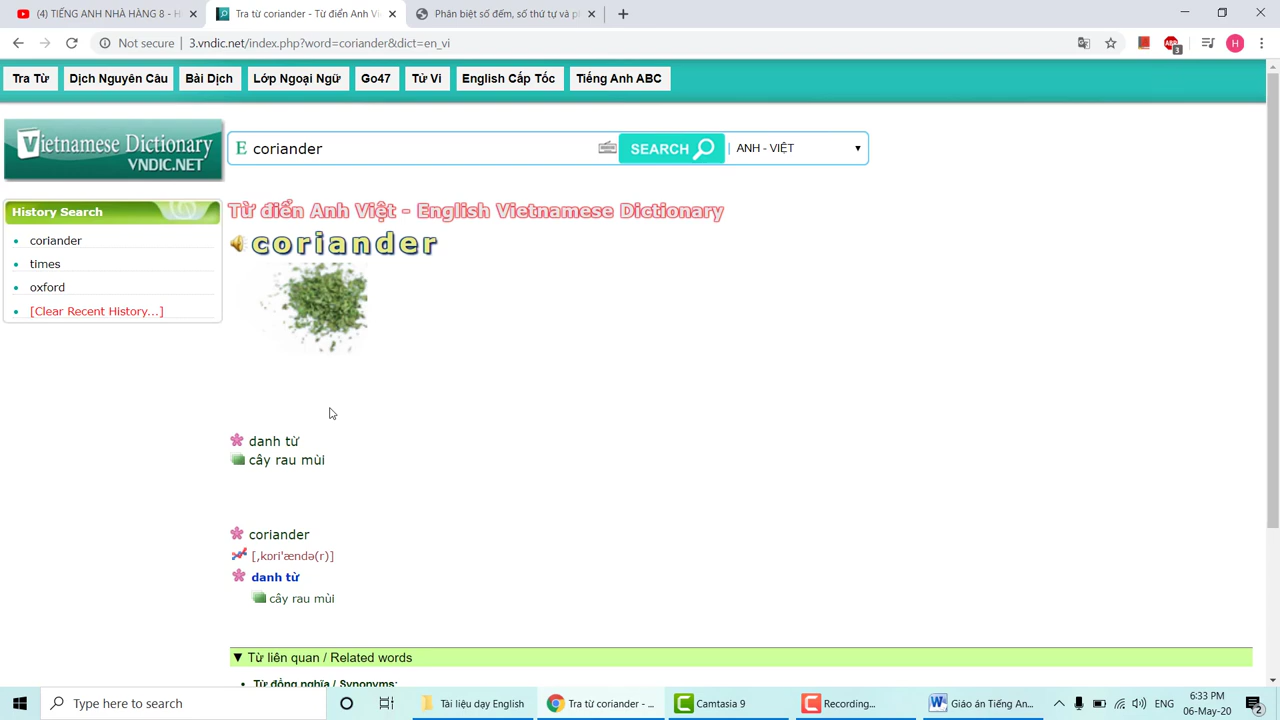 (4) TIẾNG ANH NHÀ HÀNG 8 - H
Tra từ coriander - Từ điển Anh Vi
Phân biệt số đếm, số thứ tự và p
Not secure | 3.vndic.net/index.php?word=coriander&dict=en_vi
ABP 3
H
Tra Từ
Dịch Nguyên Câu
Bài Dịch
Lớp Ngoại Ngữ
Go47
Tử Vi
English Cấp Tốc
Tiếng Anh ABC
Vietnamese Dictionary
VNDIC.NET
E coriander
SEARCH
ANH - VIỆT
History Search
coriander
times
oxford
[Clear Recent History...]
Từ điển Anh Việt - English Vietnamese Dictionary
coriander
danh từ
cây rau mùi
coriander
[,kɒri'ændə(r)]
danh từ
cây rau mùi
▼ Từ liên quan / Related words
Từ đồng nghĩa / Synonyms:
Type here to search
Tài liệu dạy English
Tra từ coriander - ...
Camtasia 9
Recording...
Giáo án Tiếng An...
ENG
6:33 PM
06-May-20
2